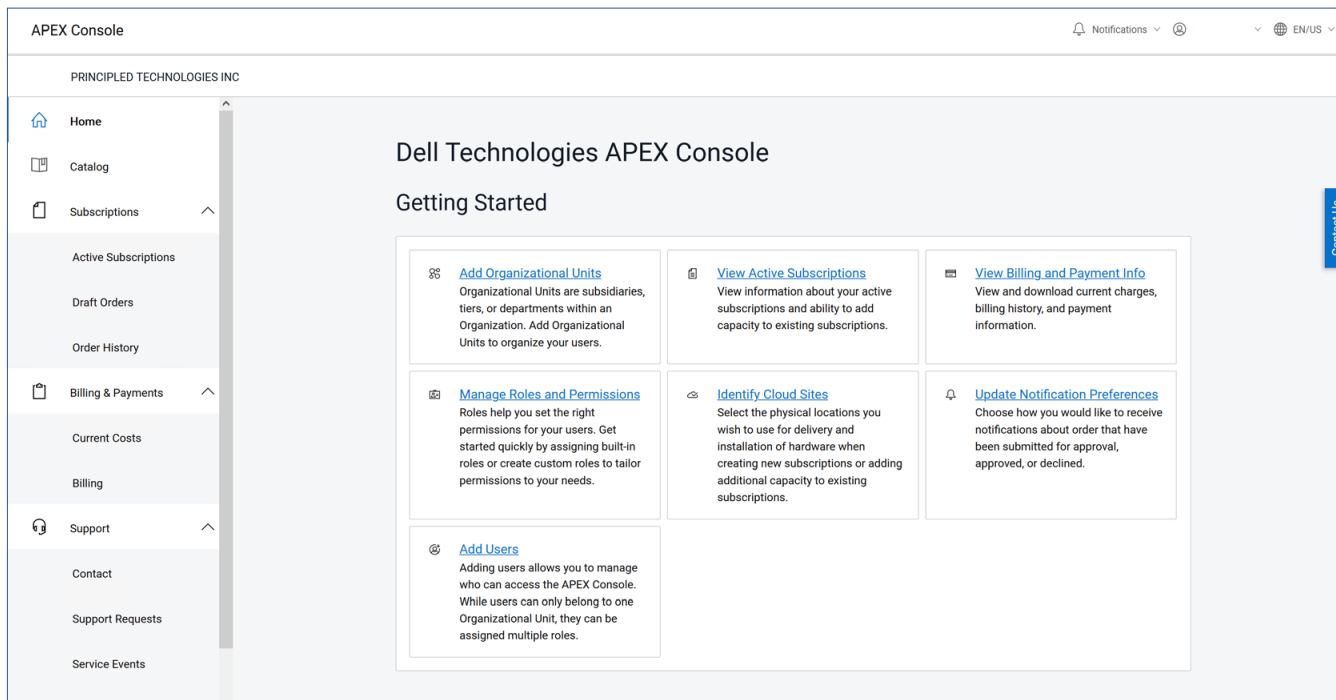 APEX Console
Notifications
EN/US
PRINCIPLED TECHNOLOGIES INC
Home
Catalog
Subscriptions
Active Subscriptions
Draft Orders
Order History
Billing & Payments
Current Costs
Billing
Support
Contact
Support Requests
Service Events
Dell Technologies APEX Console
Getting Started
Add Organizational Units
Organizational Units are subsidiaries,
tiers, or departments within an
Organization. Add Organizational
Units to organize your users.
View Active Subscriptions
View information about your active
subscriptions and ability to add
capacity to existing subscriptions.
View Billing and Payment Info
View and download current charges,
billing history, and payment
information.
Manage Roles and Permissions
Roles help you set the right
permissions for your users. Get
started quickly by assigning built-in
roles or create custom roles to tailor
permissions to your needs.
Identify Cloud Sites
Select the physical locations you
wish to use for delivery and
installation of hardware when
creating new subscriptions or adding
additional capacity to existing
subscriptions.
Update Notification Preferences
Choose how you would like to receive
notifications about order that have
been submitted for approval,
approved, or declined.
Add Users
Adding users allows you to manage
who can access the APEX Console.
While users can only belong to one
Organizational Unit, they can be
assigned multiple roles.
Contact Us